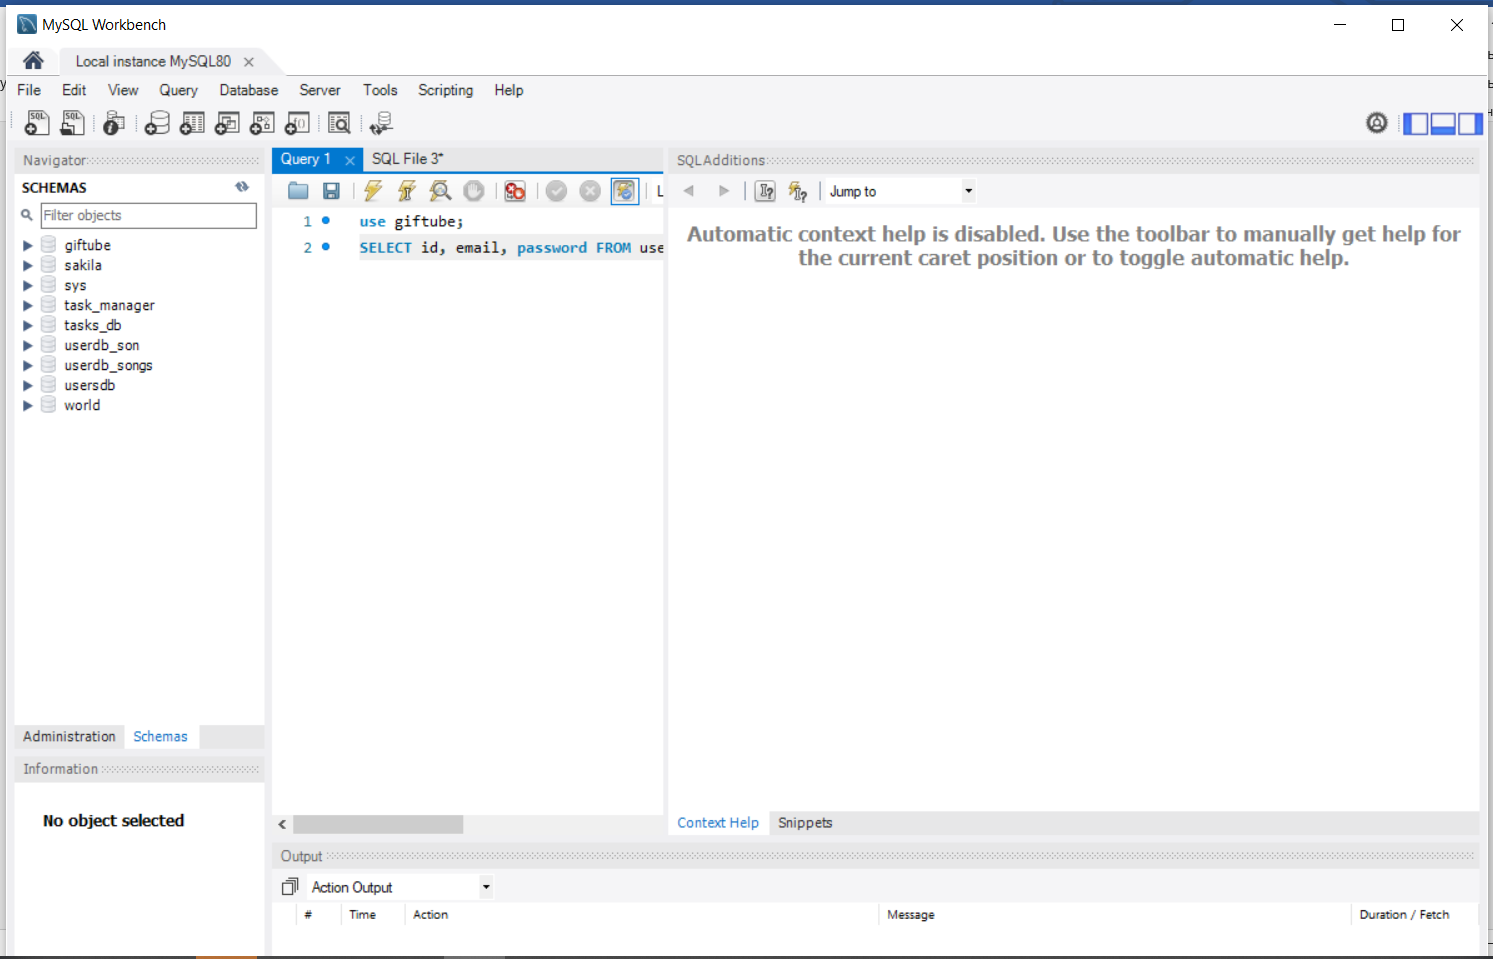 MySQL Workbench
Local instance MySQL80
File Edit View Query Database Server Tools Scripting Help
Navigator
SCHEMAS
Filter objects
giftube
sakila
sys
task_manager
tasks_db
userdb_son
userdb_songs
usersdb
world
Administration Schemas
Information
No object selected
Query 1 SQL File 3*
1 use giftube;
2 SELECT id, email, password FROM use
SQLAdditions
Jump to
Automatic context help is disabled. Use the toolbar to manually get help for
the current caret position or to toggle automatic help.
Context Help Snippets
Output
Action Output
# Time Action Message Duration / Fetch